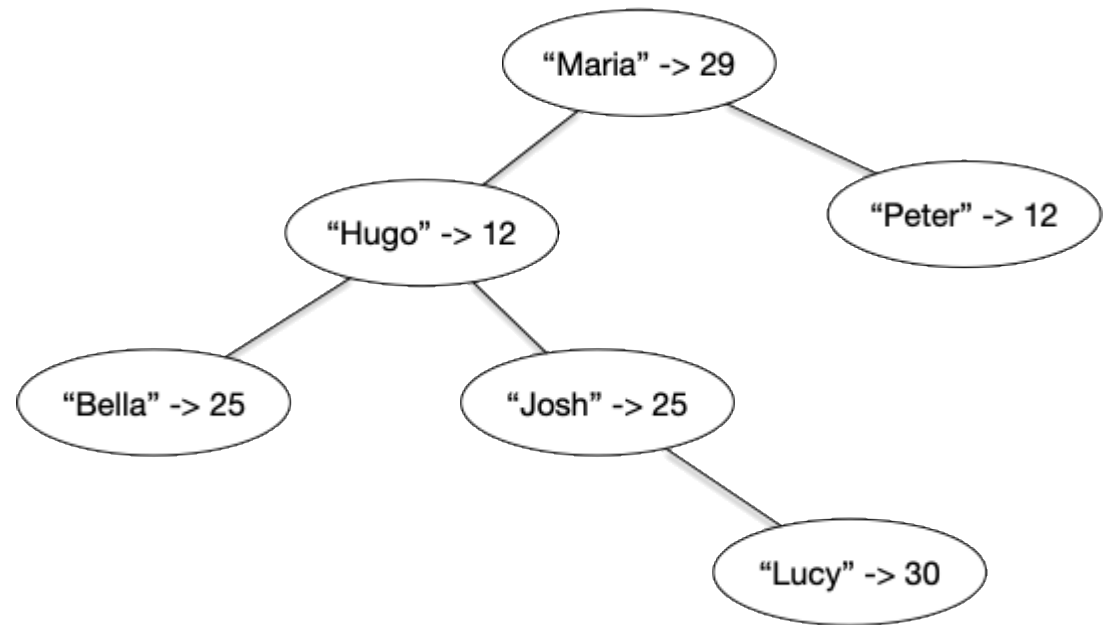 “Maria” -> 29
“Peter” -> 12
“Hugo” -> 12
“Bella” -> 25
“Josh” -> 25
“Lucy” -> 30